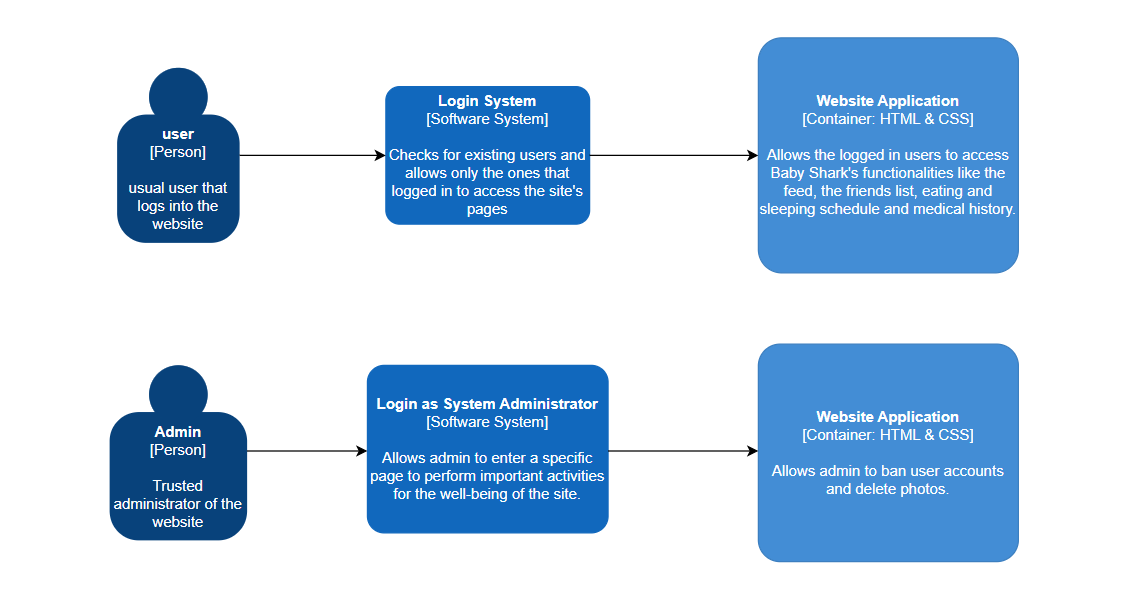 user
[Person]
usual user that
logs into the
website
Login System
[Software System]
Checks for existing users and
allows only the ones that
logged in to access the site's
pages
Website Application
[Container: HTML & CSS]
Allows the logged in users to access
Baby Shark's functionalities like the
feed, the friends list, eating and
sleeping schedule and medical history.
Admin
[Person]
Trusted
administrator of the
website
Login as System Administrator
[Software System]
Allows admin to enter a specific
page to perform important activities
for the well-being of the site.
Website Application
[Container: HTML & CSS]
Allows admin to ban user accounts
and delete photos.